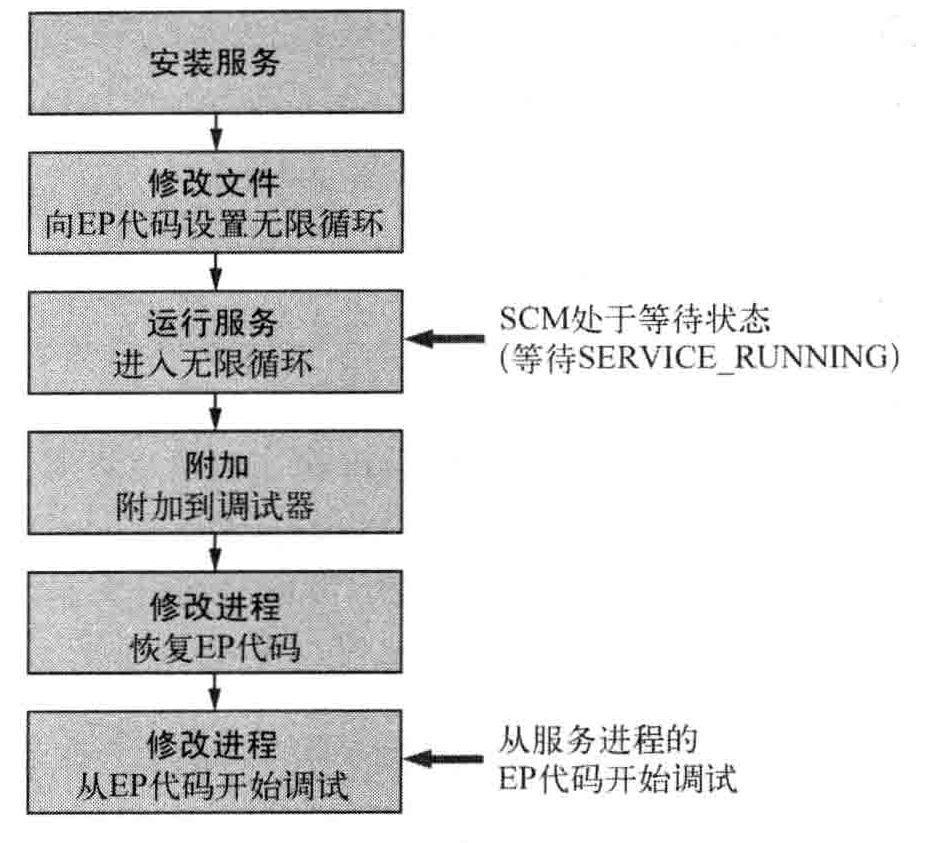 安装服务
修改文件
向EP代码设置无限循环
运行服务
进入无限循环
SCM处于等待状态
(等待SERVICE_RUNNING)
附加
附加到调试器
修改进程
恢复EP代码
修改进程
从EP代码开始调试
从服务进程的
EP代码开始调试